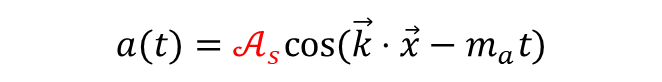 a(t) = 𝒜ₛcos(k⃗ · x⃗ − mₐt)